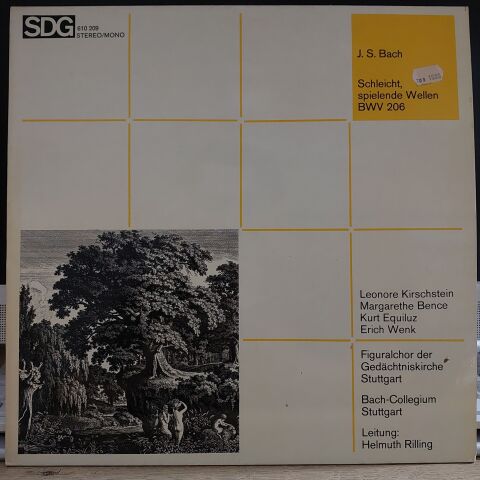 SDG
610 209
STEREO/MONO
J. S. Bach
Schleicht,
spielende Wellen
BWV 206
Leonore Kirschstein
Margarethe Bence
Kurt Equiluz
Erich Wenk
Figuralchor der
Gedächtniskirche
Stuttgart
Bach-Collegium
Stuttgart
Leitung:
Helmuth Rilling